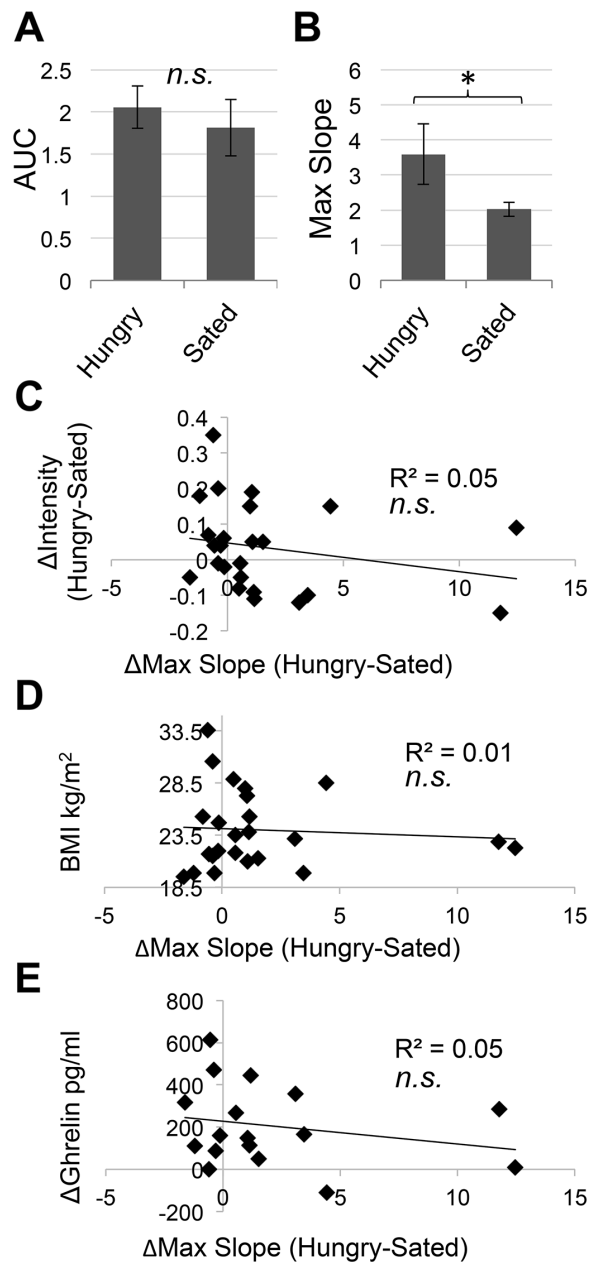 A
B
n.s.
*
AUC
2.5
2
1.5
1
0.5
0
Hungry
Sated
Max Slope
6
5
4
3
2
1
0
Hungry
Sated
C
ΔIntensity
(Hungry-Sated)
0.4
0.3
0.2
0.1
0
-0.1
-0.2
-5
0
5
10
15
R² = 0.05
n.s.
ΔMax Slope (Hungry-Sated)
D
BMI kg/m²
33.5
28.5
23.5
18.5
-5
0
5
10
15
R² = 0.01
n.s.
ΔMax Slope (Hungry-Sated)
E
ΔGhrelin pg/ml
800
600
400
200
0
-200
-5
0
5
10
15
R² = 0.05
n.s.
ΔMax Slope (Hungry-Sated)